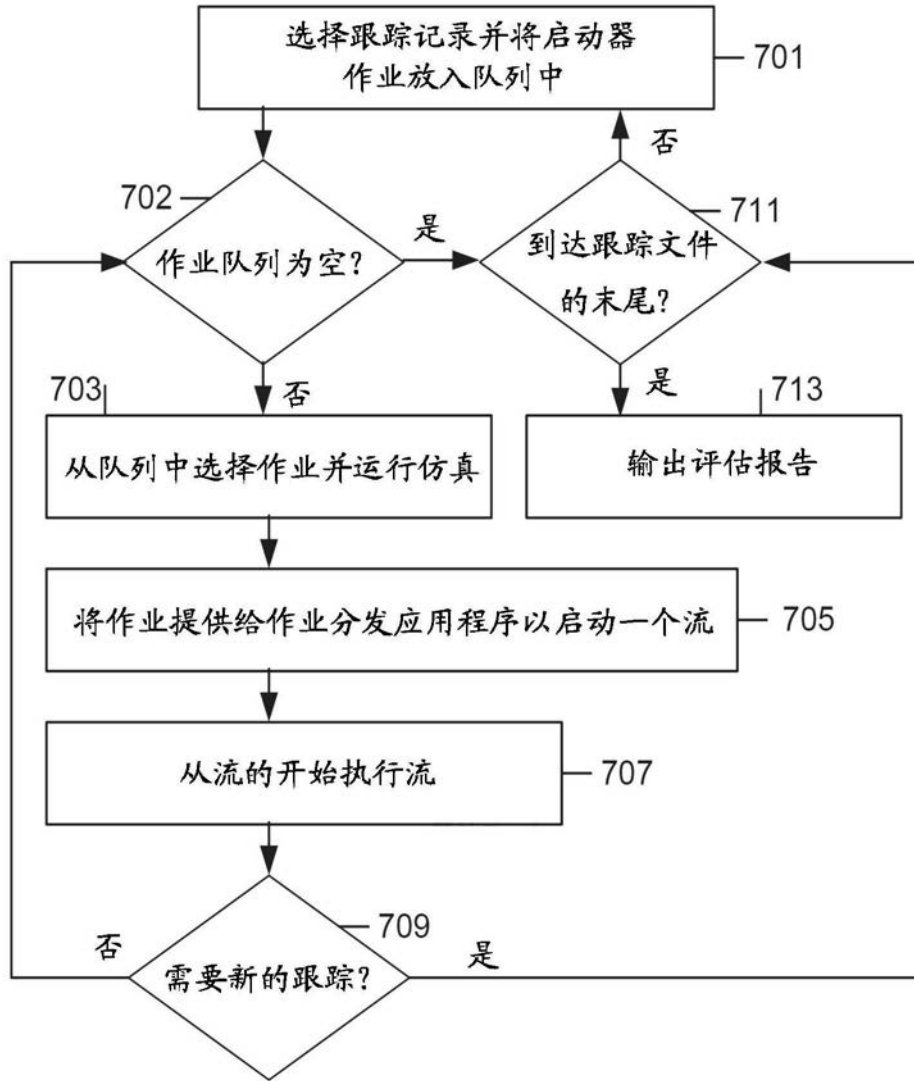 选择跟踪记录并将启动器
作业放入队列中
701
否
702
711
作业队列为空?
是
到达跟踪文件
的末尾?
703
否
是
713
从队列中选择作业并运行仿真
输出评估报告
将作业提供给作业分发应用程序以启动一个流
705
从流的开始执行流
707
709
否
需要新的跟踪?
是